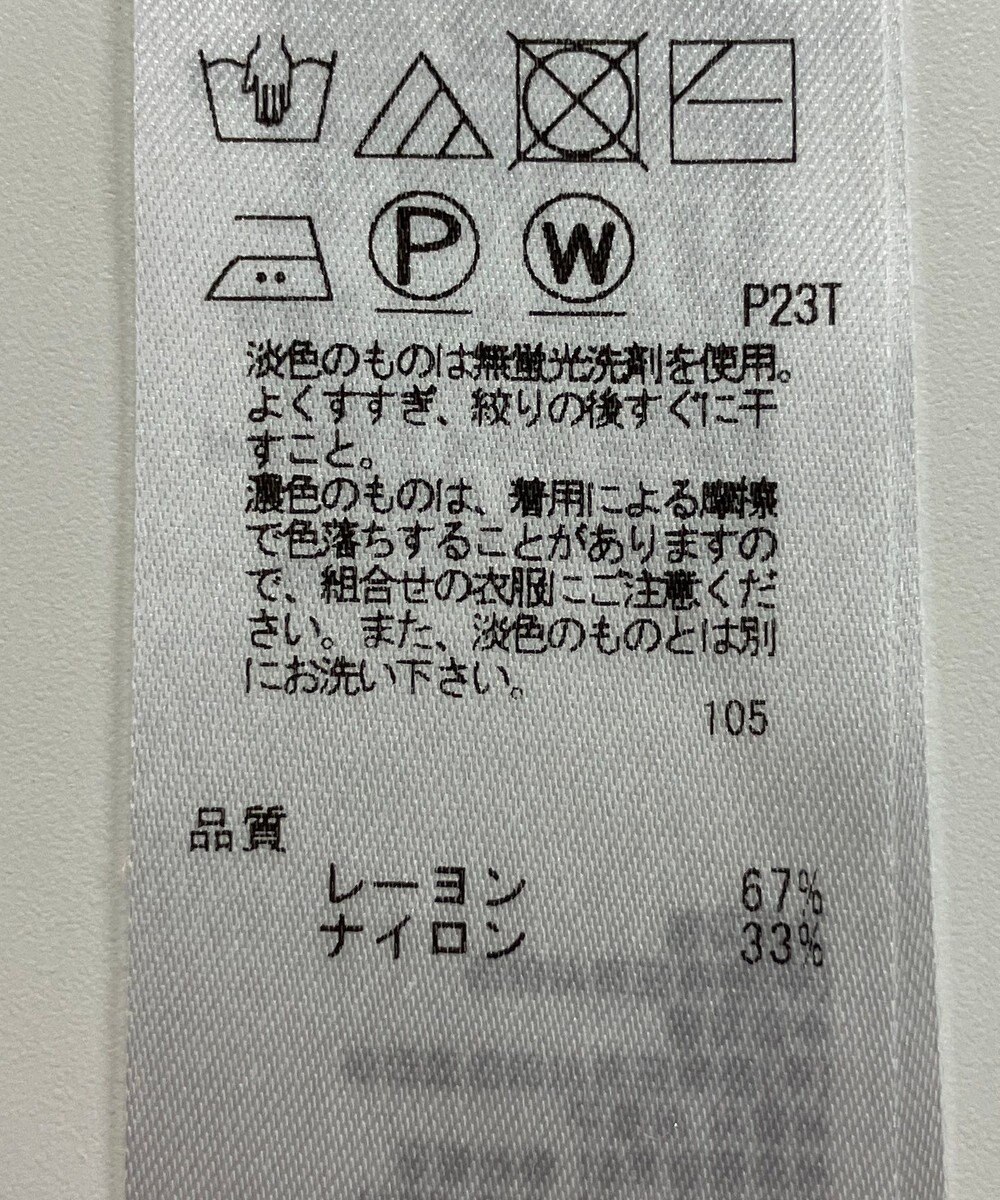 P
W
P23T
淡色のものは無蛍光洗剤を使用。
よくすすぎ、絞りの後すぐに干
すこと。
濃色のものは、着用による摩擦
で色落ちすることがありますの
で、組合せの衣服にご注意くだ
さい。また、淡色のものとは別
にお洗い下さい。
105
品質
レーヨン 67%
ナイロン 33%